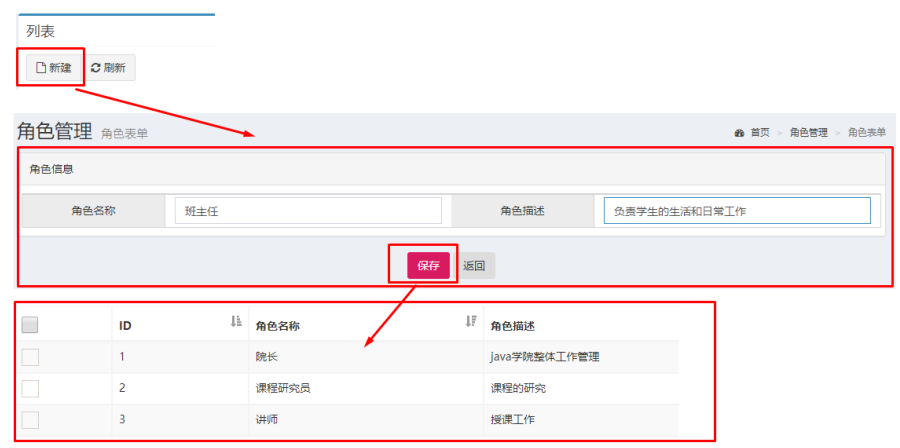 列表
新建 刷新
角色管理 角色表单 首页 > 角色管理 > 角色表单
角色信息
角色名称 班主任 角色描述 负责学生的生活和日常工作
保存 返回
ID 角色名称 角色描述
1 院长 java学院整体工作管理
2 课程研究员 课程的研究
3 讲师 授课工作